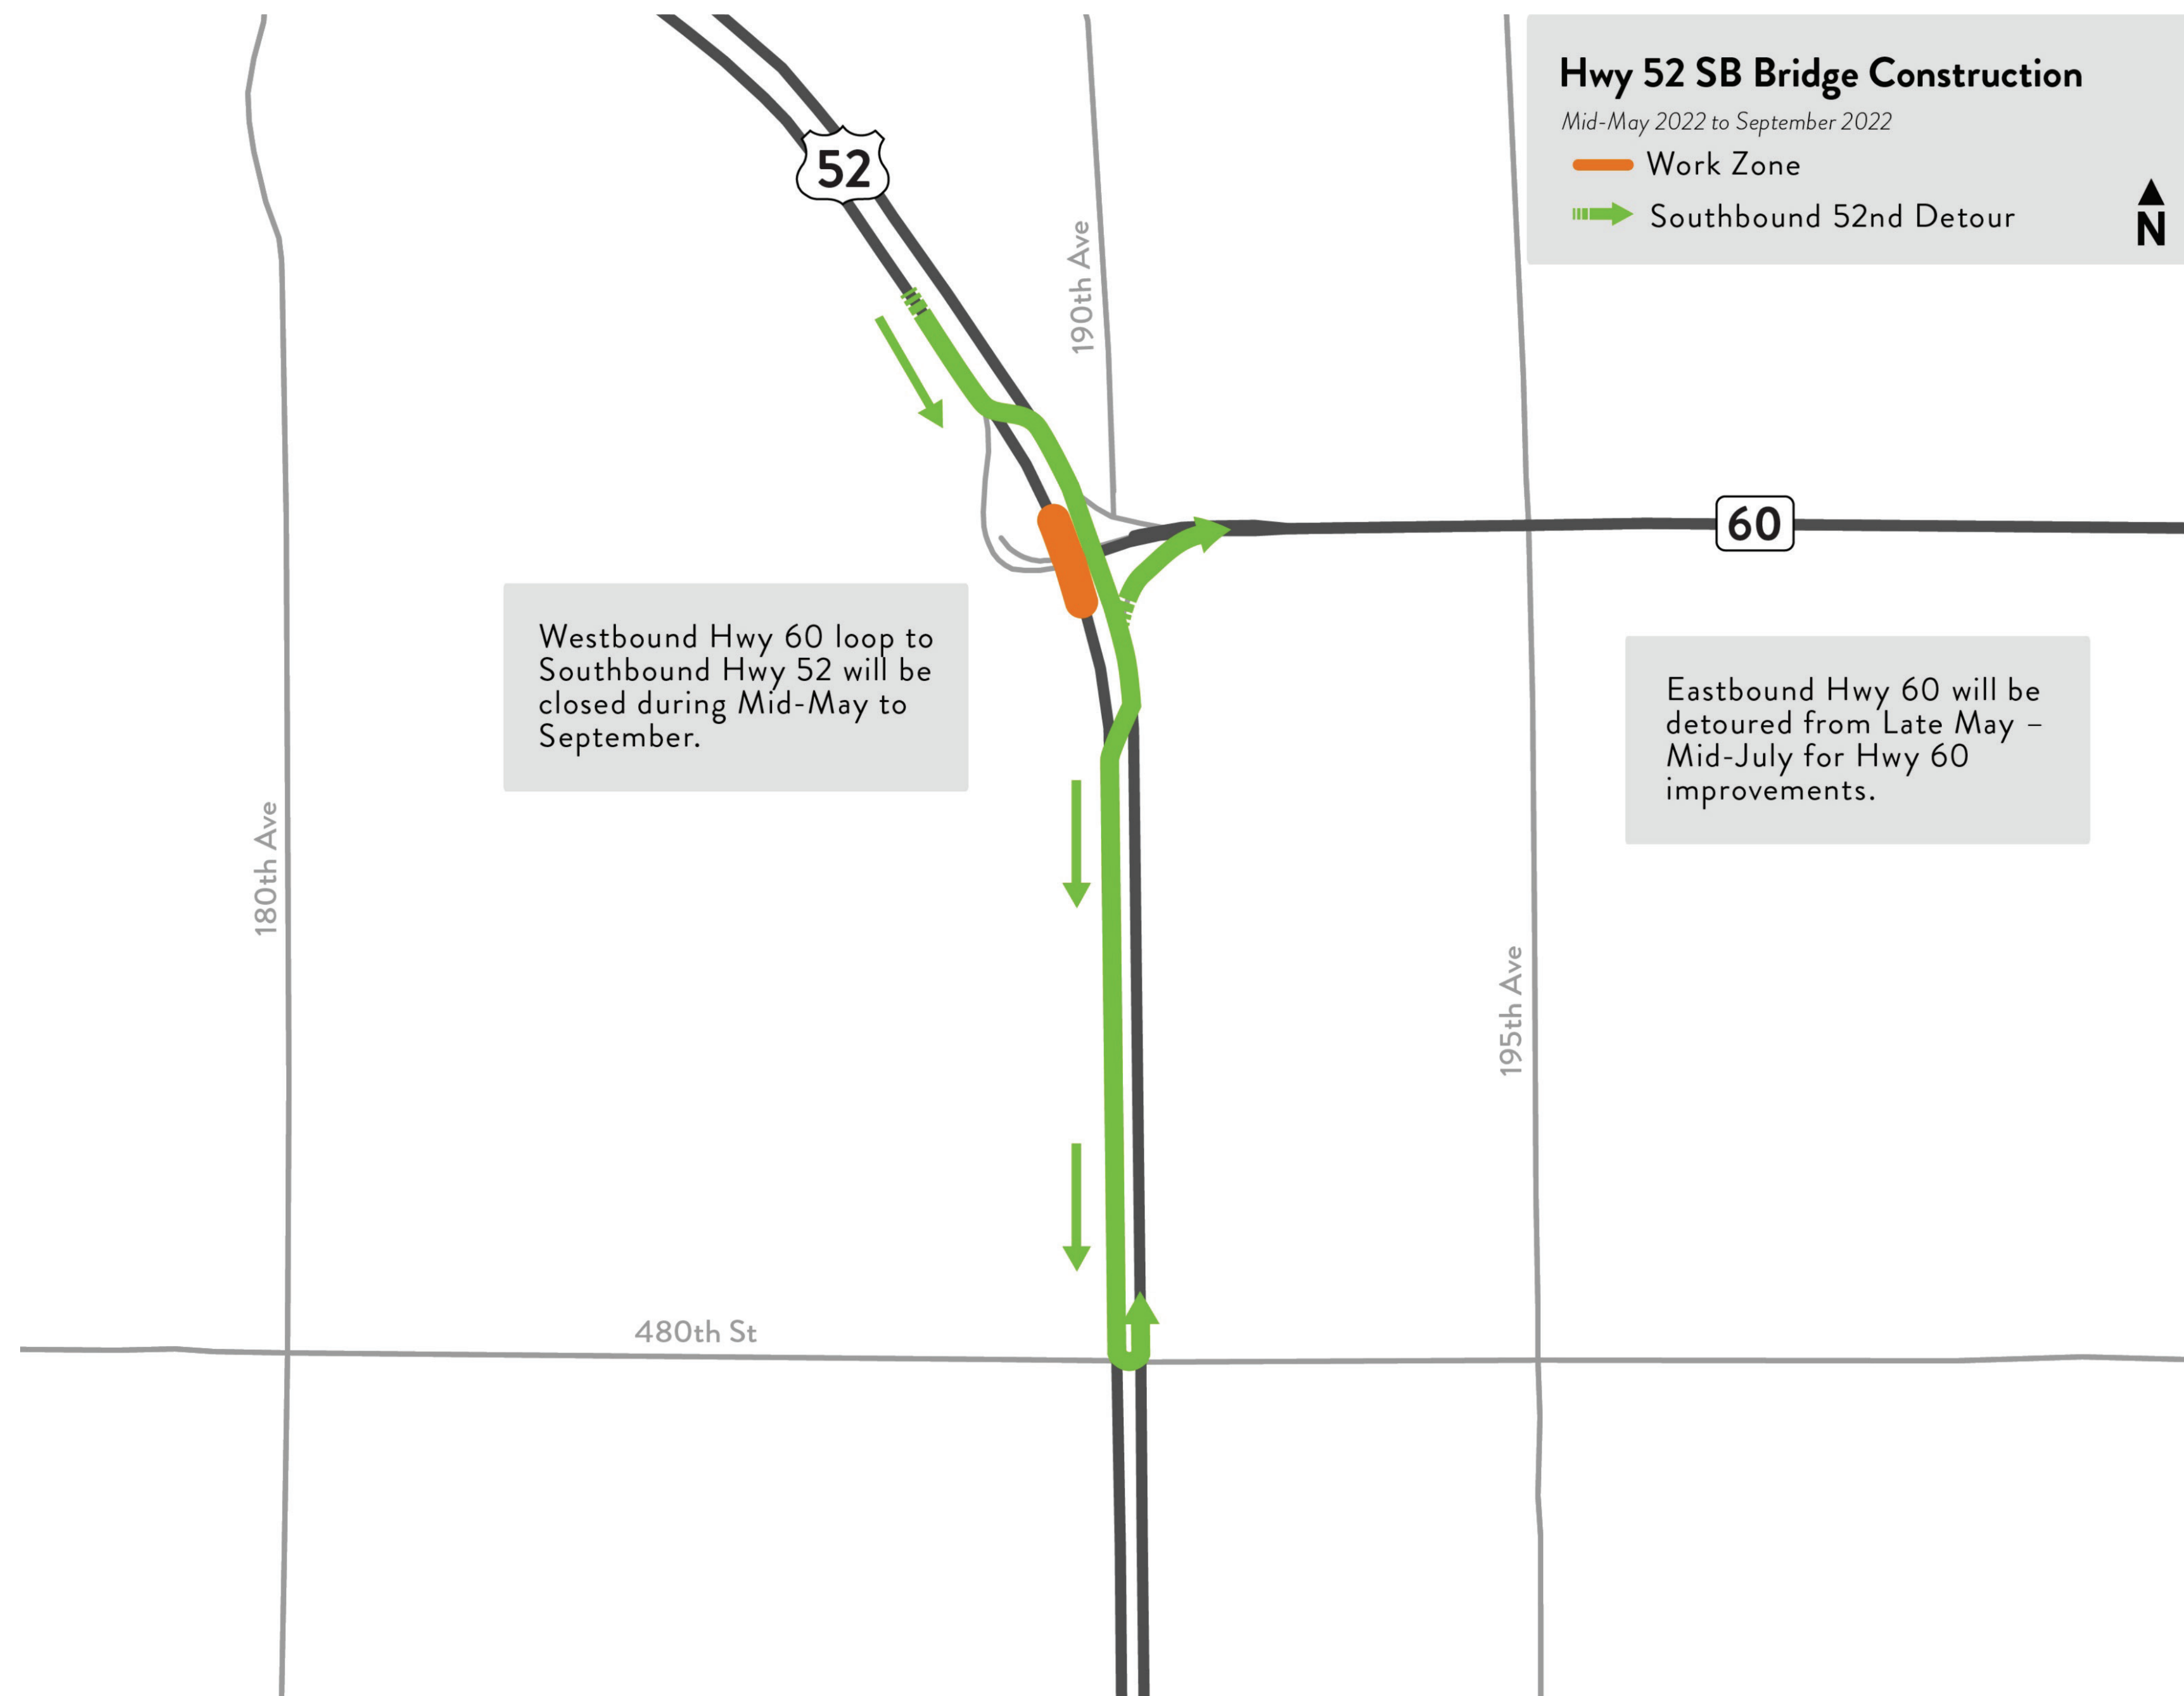 Hwy 52 SB Bridge Construction
Mid-May 2022 to September 2022
Work Zone
Southbound 52nd Detour
N
52
190th Ave
60
Westbound Hwy 60 loop to
Southbound Hwy 52 will be
closed during Mid-May to
September.
Eastbound Hwy 60 will be
detoured from Late May –
Mid-July for Hwy 60
improvements.
180th Ave
195th Ave
480th St